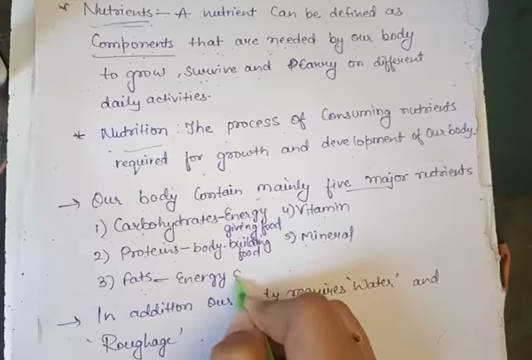 * Nutrients :- A nutrient can be defined as
Components that are needed by our body
to grow, survive and carry on different
daily activities.
* Nutrition : The process of consuming nutrients
required for growth and development of our body.
→ Our body contain mainly five major nutrients
1) Carbohydrates - Energy giving food
2) Proteins - body-building food
3) Fats - Energy
4) Vitamin
5) Mineral
→ In addition our requires 'Water' and
'Roughage'.